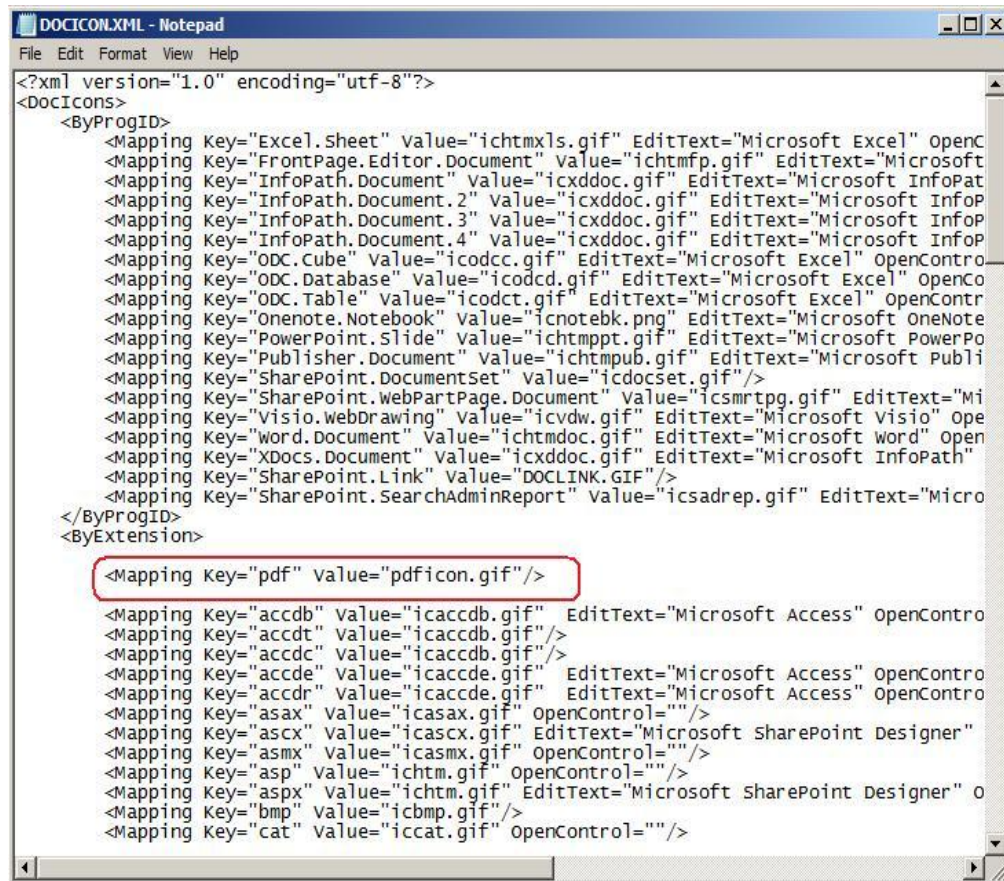 DOCICON.XML - Notepad
File Edit Format View Help
<?xml version="1.0" encoding="utf-8"?>
<DocIcons>
<ByProgID>
<Mapping Key="Excel.Sheet" Value="ichtmxls.gif" EditText="Microsoft Excel" OpenC
<Mapping Key="FrontPage.Editor.Document" Value="ichtmfp.gif" EditText="Microsoft
<Mapping Key="InfoPath.Document" Value="icxddoc.gif" EditText="Microsoft InfoPat
<Mapping Key="InfoPath.Document.2" Value="icxddoc.gif" EditText="Microsoft InfoP
<Mapping Key="InfoPath.Document.3" Value="icxddoc.gif" EditText="Microsoft InfoP
<Mapping Key="InfoPath.Document.4" Value="icxddoc.gif" EditText="Microsoft InfoP
<Mapping Key="ODC.Cube" Value="icodcc.gif" EditText="Microsoft Excel" OpenContro
<Mapping Key="ODC.Database" Value="icodcd.gif" EditText="Microsoft Excel" OpenCo
<Mapping Key="ODC.Table" Value="icodct.gif" EditText="Microsoft Excel" OpenContr
<Mapping Key="Onenote.Notebook" Value="icnotebk.png" EditText="Microsoft OneNote
<Mapping Key="PowerPoint.Slide" Value="ichtmppt.gif" EditText="Microsoft PowerPo
<Mapping Key="Publisher.Document" Value="ichtmpub.gif" EditText="Microsoft Publi
<Mapping Key="SharePoint.DocumentSet" Value="icdocset.gif"/>
<Mapping Key="SharePoint.WebPartPage.Document" Value="icsmrtpg.gif" EditText="Mi
<Mapping Key="Visio.WebDrawing" Value="icvdw.gif" EditText="Microsoft Visio" Ope
<Mapping Key="Word.Document" Value="ichtmdoc.gif" EditText="Microsoft Word" Open
<Mapping Key="XDocs.Document" Value="icxddoc.gif" EditText="Microsoft InfoPath"
<Mapping Key="SharePoint.Link" Value="DOCLINK.GIF"/>
<Mapping Key="SharePoint.SearchAdminReport" Value="icsadrep.gif" EditText="Micro
</ByProgID>
<ByExtension>
<Mapping Key="pdf" Value="pdficon.gif"/>
<Mapping Key="accdb" Value="icaccdb.gif" EditText="Microsoft Access" OpenContro
<Mapping Key="accdt" Value="icaccdb.gif"/>
<Mapping Key="accdc" Value="icaccdb.gif"/>
<Mapping Key="accde" Value="icaccde.gif" EditText="Microsoft Access" OpenContro
<Mapping Key="accdr" Value="icaccde.gif" EditText="Microsoft Access" OpenContro
<Mapping Key="asax" Value="icasax.gif" OpenControl=""/>
<Mapping Key="ascx" Value="icascx.gif" EditText="Microsoft SharePoint Designer"
<Mapping Key="asmx" Value="icasmx.gif" OpenControl=""/>
<Mapping Key="asp" Value="ichtm.gif" OpenControl=""/>
<Mapping Key="aspx" Value="ichtm.gif" EditText="Microsoft SharePoint Designer" O
<Mapping Key="bmp" Value="icbmp.gif"/>
<Mapping Key="cat" Value="iccat.gif" OpenControl=""/>